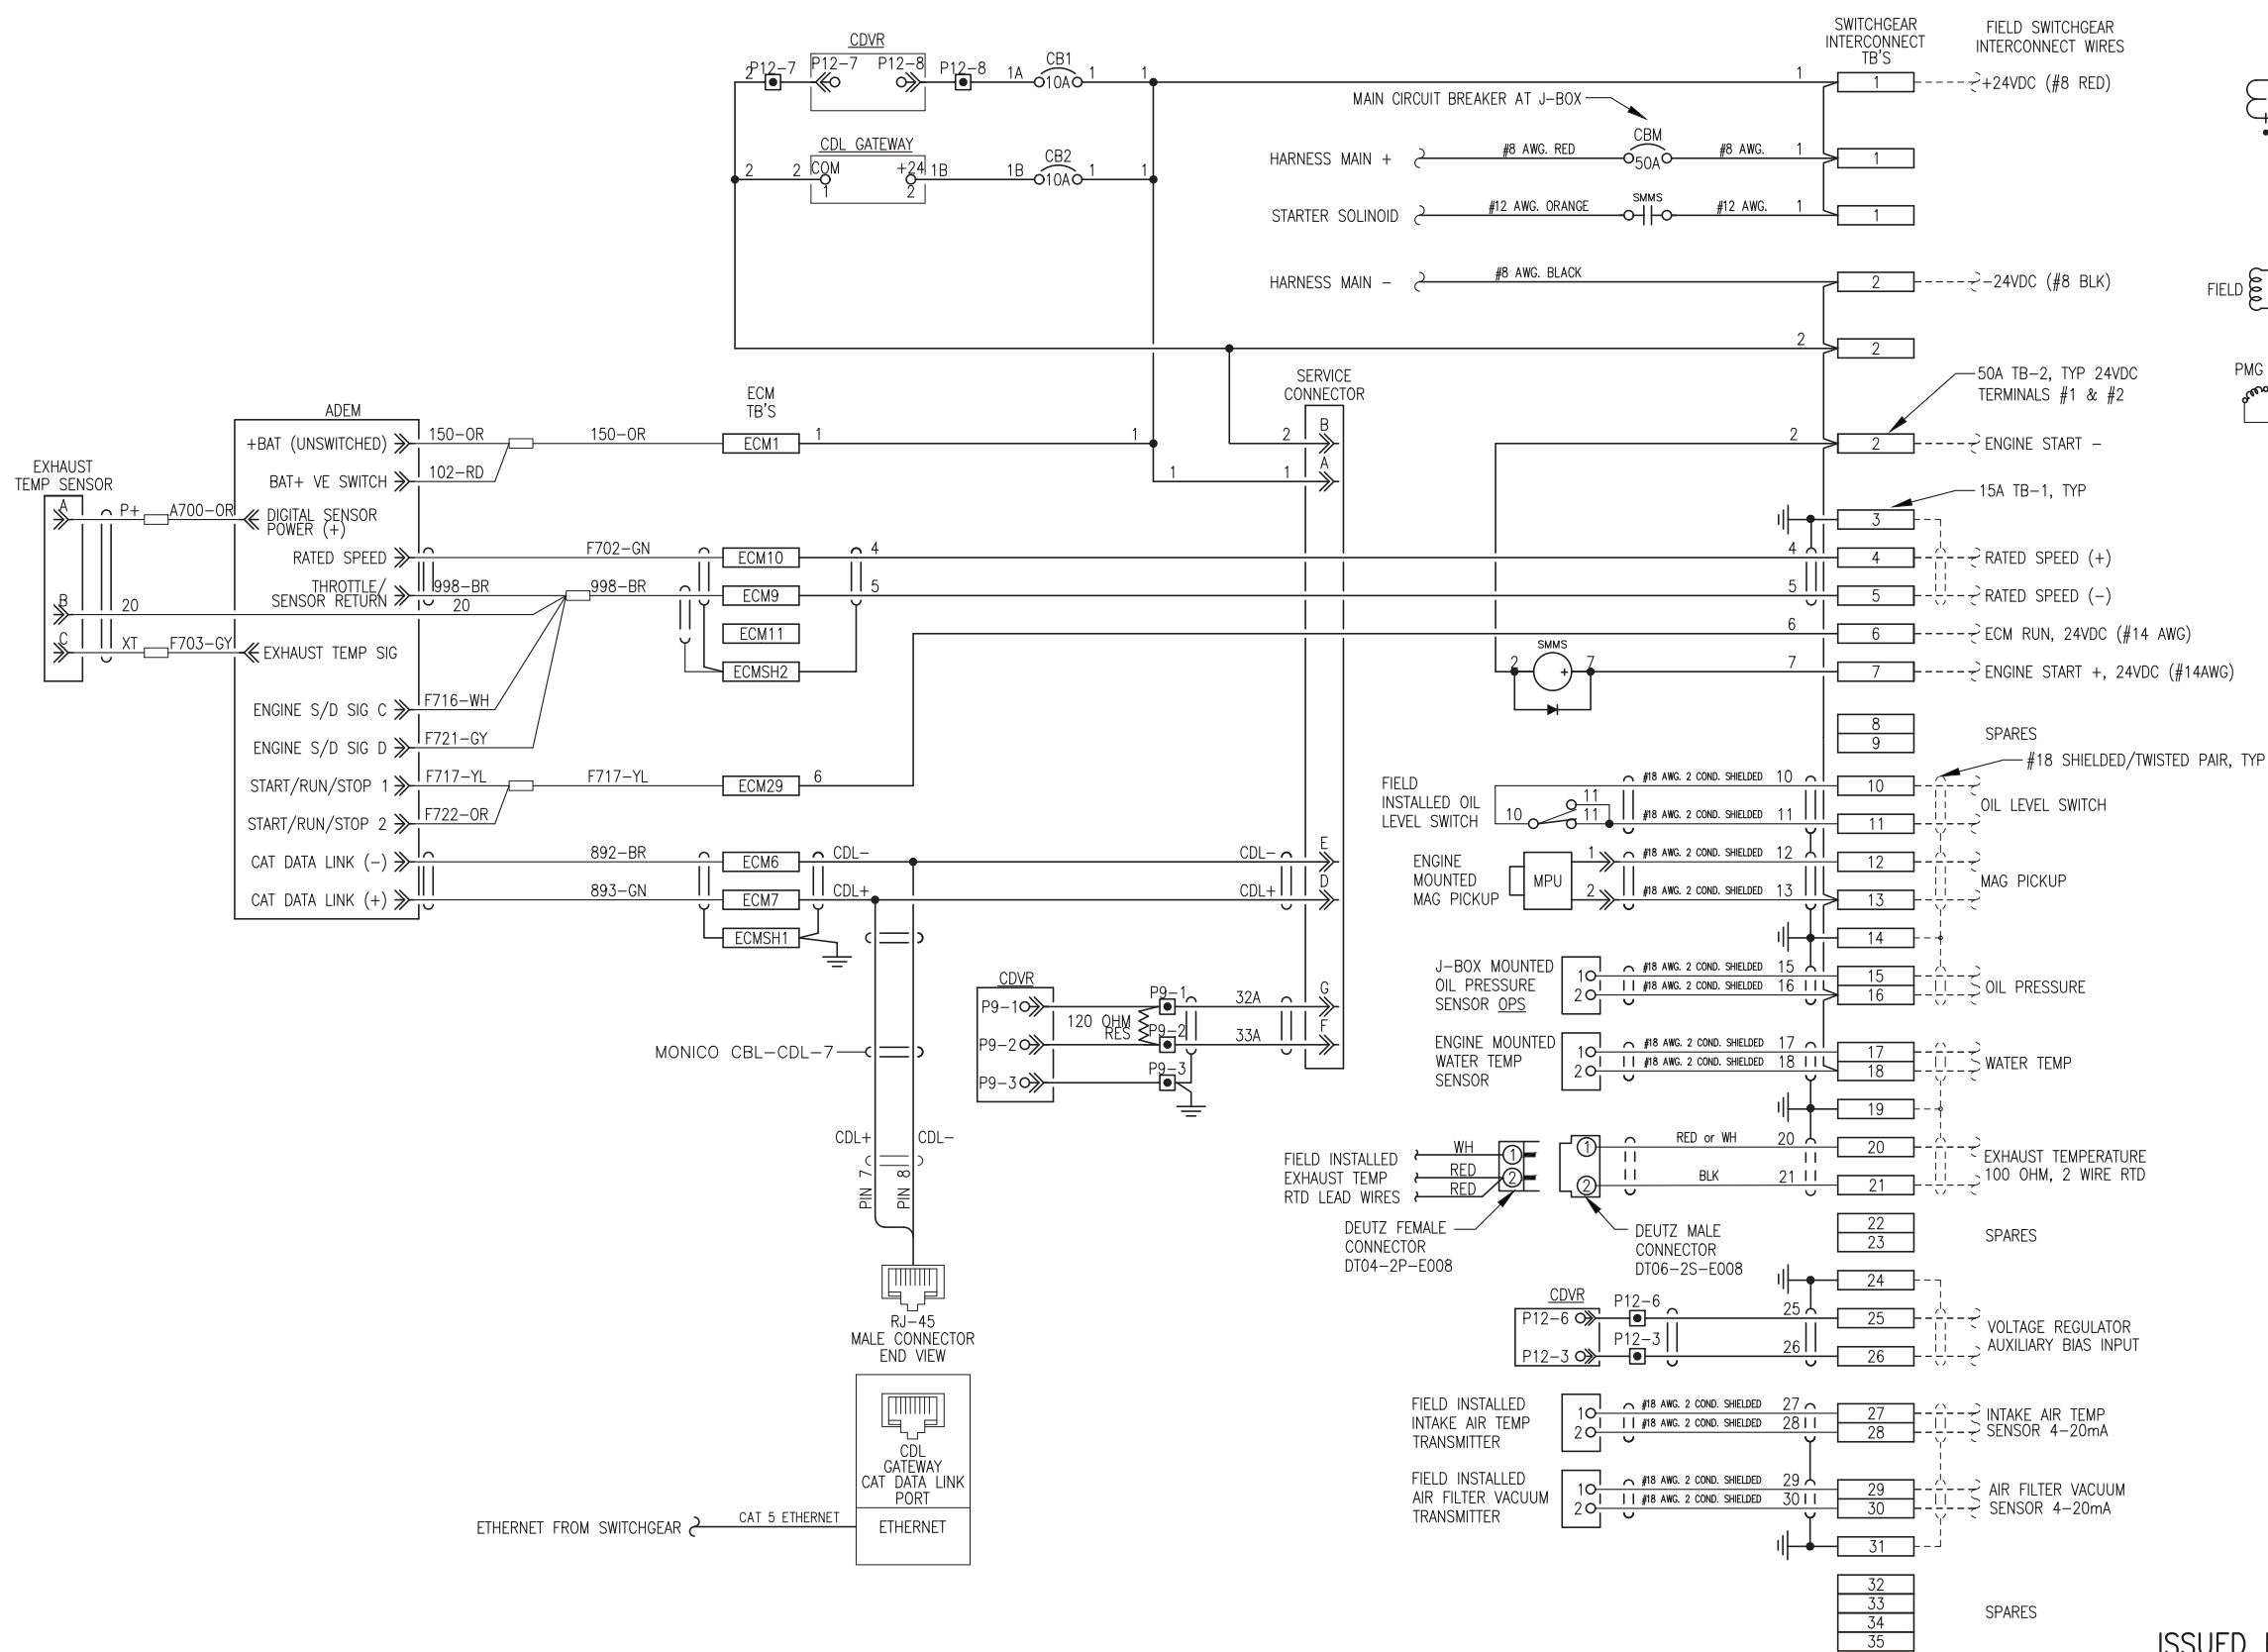 SWITCHGEAR
INTERCONNECT
TB'S
FIELD SWITCHGEAR
INTERCONNECT WIRES
CDVR
2
P12-7
P12-7
P12-8
P12-8
1A
CB1
10A
1
1
1
1
+24VDC (#8 RED)
MAIN CIRCUIT BREAKER AT J-BOX
CDL GATEWAY
2
2
COM
1
+24
2
1B
1B
CB2
10A
1
1
HARNESS MAIN +
#8 AWG. RED
CBM
50A
#8 AWG.
1
1
STARTER SOLINOID
#12 AWG. ORANGE
SMMS
#12 AWG.
1
1
HARNESS MAIN -
#8 AWG. BLACK
2
-24VDC (#8 BLK)
FIELD
2
2
PMG
50A TB-2, TYP 24VDC
TERMINALS #1 & #2
SERVICE
CONNECTOR
ECM
TB'S
ADEM
+BAT (UNSWITCHED)
150-OR
150-OR
ECM1
1
1
2
B
2
2
ENGINE START -
BAT+ VE SWITCH
102-RD
1
1
A
15A TB-1, TYP
EXHAUST
TEMP SENSOR
A
P+
A700-OR
DIGITAL SENSOR
POWER (+)
3
RATED SPEED
F702-GN
ECM10
4
4
4
RATED SPEED (+)
THROTTLE/
SENSOR RETURN
998-BR
998-BR
ECM9
5
5
5
RATED SPEED (-)
B
20
20
ECM11
6
6
ECM RUN, 24VDC (#14 AWG)
C
XT
F703-GY
EXHAUST TEMP SIG
ECMSH2
SMMS
2
+
7
7
7
ENGINE START +, 24VDC (#14AWG)
ENGINE S/D SIG C
F716-WH
ENGINE S/D SIG D
F721-GY
8
9
SPARES
#18 SHIELDED/TWISTED PAIR, TYP
START/RUN/STOP 1
F717-YL
F717-YL
ECM29
6
START/RUN/STOP 2
F722-OR
FIELD
INSTALLED OIL
LEVEL SWITCH
10
11
11
#18 AWG. 2 COND. SHIELDED
10
10
#18 AWG. 2 COND. SHIELDED
11
11
OIL LEVEL SWITCH
CAT DATA LINK (-)
892-BR
ECM6
CDL-
CDL-
E
CAT DATA LINK (+)
893-GN
ECM7
CDL+
CDL+
D
ECMSH1
ENGINE
MOUNTED
MAG PICKUP
MPU
1
#18 AWG. 2 COND. SHIELDED
12
12
2
#18 AWG. 2 COND. SHIELDED
13
13
MAG PICKUP
14
J-BOX MOUNTED
OIL PRESSURE
SENSOR OPS
1
#18 AWG. 2 COND. SHIELDED
15
15
2
#18 AWG. 2 COND. SHIELDED
16
16
OIL PRESSURE
CDVR
P9-1
P9-1
32A
G
120 OHM
RES
P9-2
P9-2
33A
F
P9-3
P9-3
MONICO CBL-CDL-7
ENGINE MOUNTED
WATER TEMP
SENSOR
1
#18 AWG. 2 COND. SHIELDED
17
17
2
#18 AWG. 2 COND. SHIELDED
18
18
WATER TEMP
19
CDL+
CDL-
PIN 7
PIN 8
FIELD INSTALLED
EXHAUST TEMP
RTD LEAD WIRES
WH
RED
RED
1
2
1
2
RED or WH
20
20
BLK
21
21
EXHAUST TEMPERATURE
100 OHM, 2 WIRE RTD
DEUTZ FEMALE
CONNECTOR
DT04-2P-E008
DEUTZ MALE
CONNECTOR
DT06-2S-E008
22
23
SPARES
24
RJ-45
MALE CONNECTOR
END VIEW
CDVR
P12-6
P12-6
25
25
P12-3
P12-3
26
26
VOLTAGE REGULATOR
AUXILIARY BIAS INPUT
CDL
GATEWAY
CAT DATA LINK
PORT
ETHERNET
ETHERNET FROM SWITCHGEAR
CAT 5 ETHERNET
FIELD INSTALLED
INTAKE AIR TEMP
TRANSMITTER
1
#18 AWG. 2 COND. SHIELDED
27
27
2
#18 AWG. 2 COND. SHIELDED
28
28
INTAKE AIR TEMP
SENSOR 4-20mA
FIELD INSTALLED
AIR FILTER VACUUM
TRANSMITTER
1
#18 AWG. 2 COND. SHIELDED
29
29
2
#18 AWG. 2 COND. SHIELDED
30
30
AIR FILTER VACUUM
SENSOR 4-20mA
31
32
33
34
35
SPARES
ISSUED